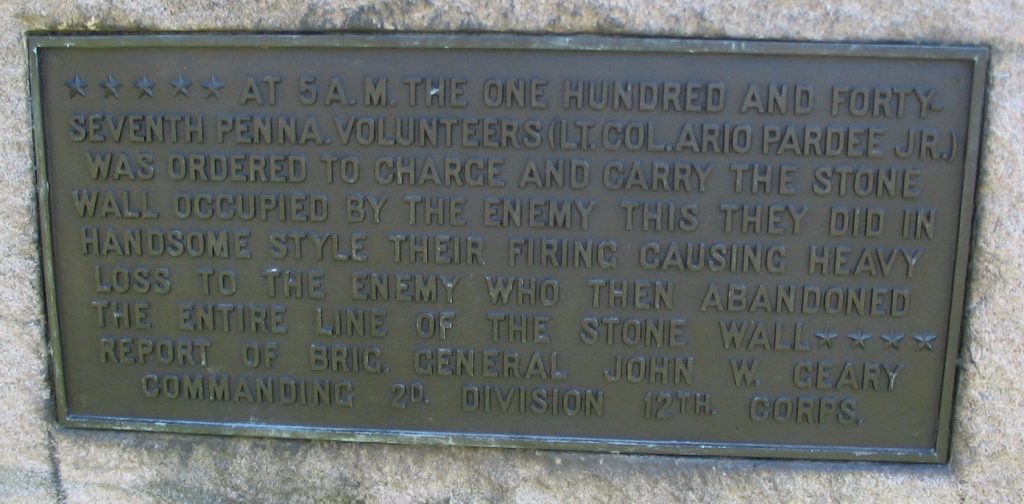 ★★★★★ AT 5 A.M. THE ONE HUNDRED AND FORTY-
SEVENTH PENNA. VOLUNTEERS (LT. COL. ARIO PARDEE JR.)
WAS ORDERED TO CHARGE AND CARRY THE STONE
WALL OCCUPIED BY THE ENEMY THIS THEY DID IN
HANDSOME STYLE THEIR FIRING CAUSING HEAVY
LOSS TO THE ENEMY WHO THEN ABANDONED
THE ENTIRE LINE OF THE STONE WALL ★★★★
REPORT OF BRIG. GENERAL JOHN W. GEARY
COMMANDING 2D. DIVISION 12TH. CORPS.